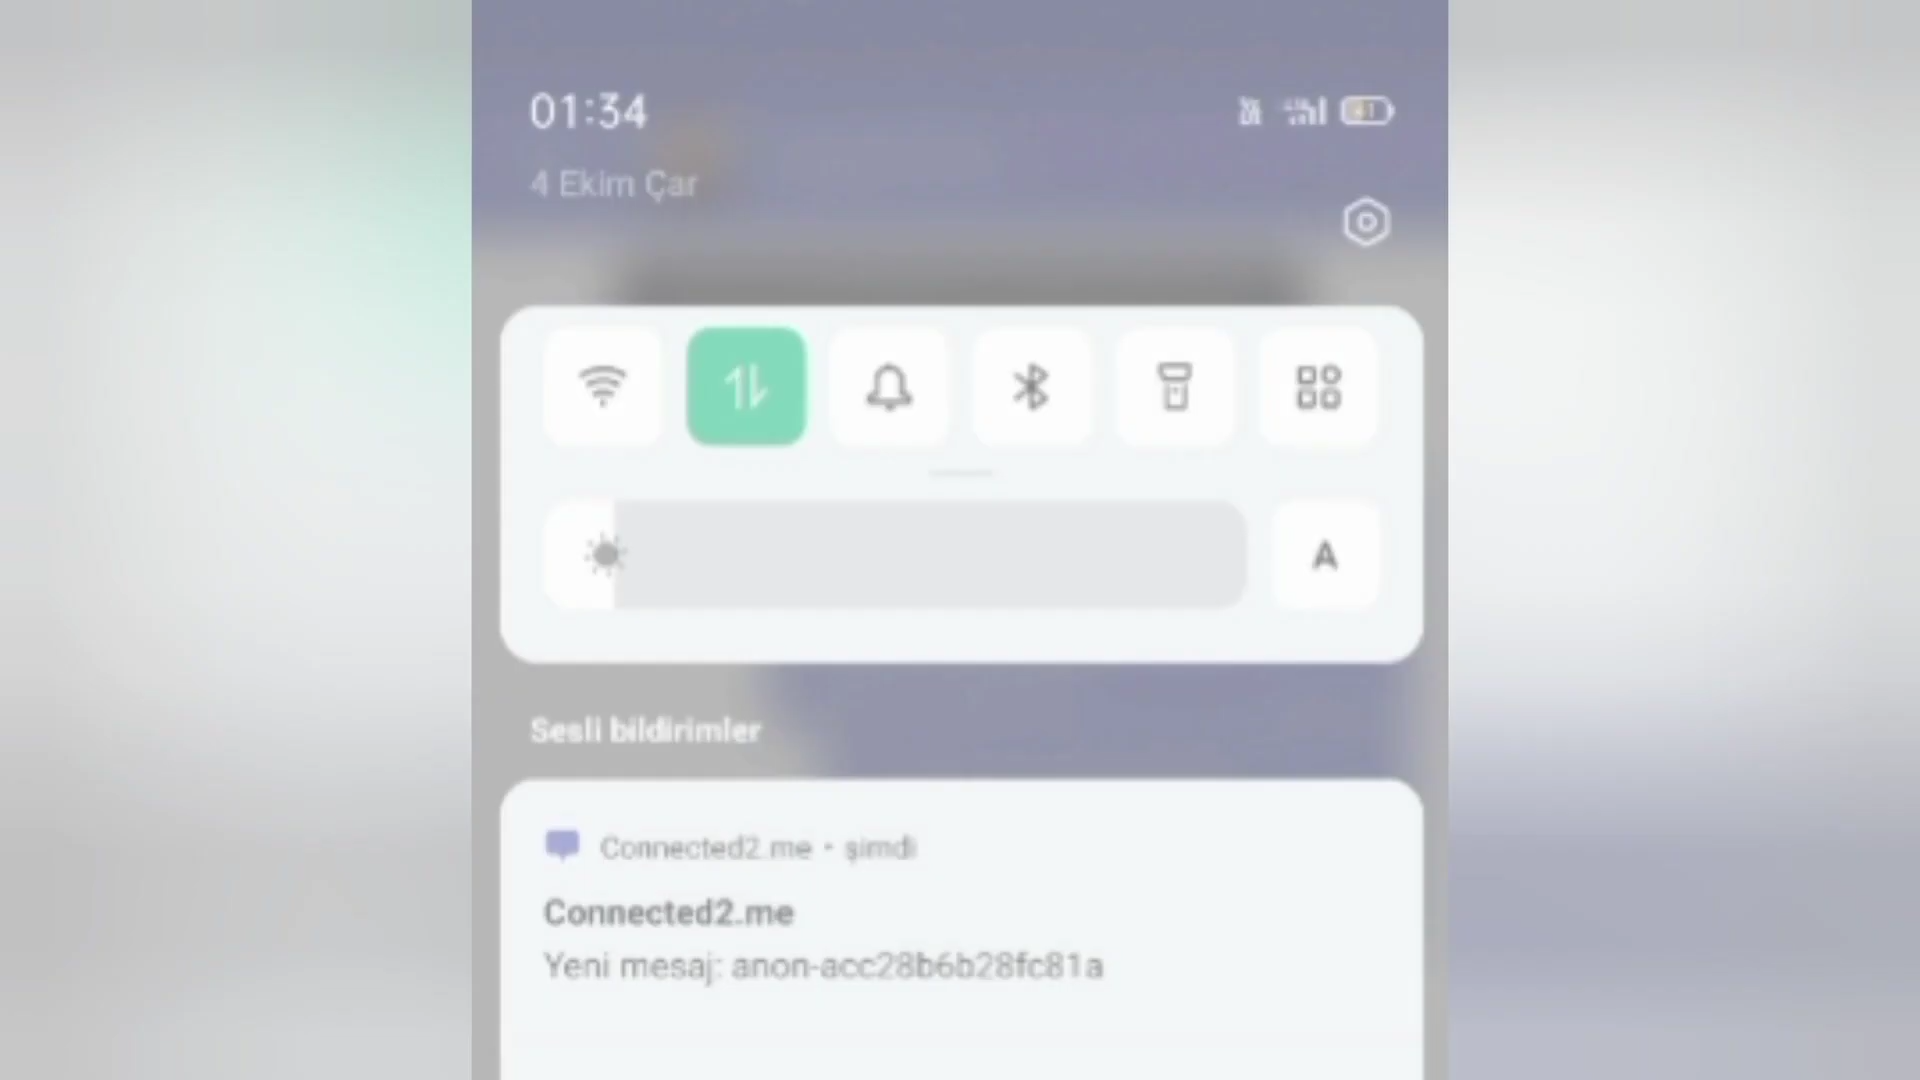 01:34
4 Ekim Çar
A
Sesli bildirimler
Connected2.me • şimdi
Connected2.me
Yeni mesaj: anon-acc28b6b28fc81a